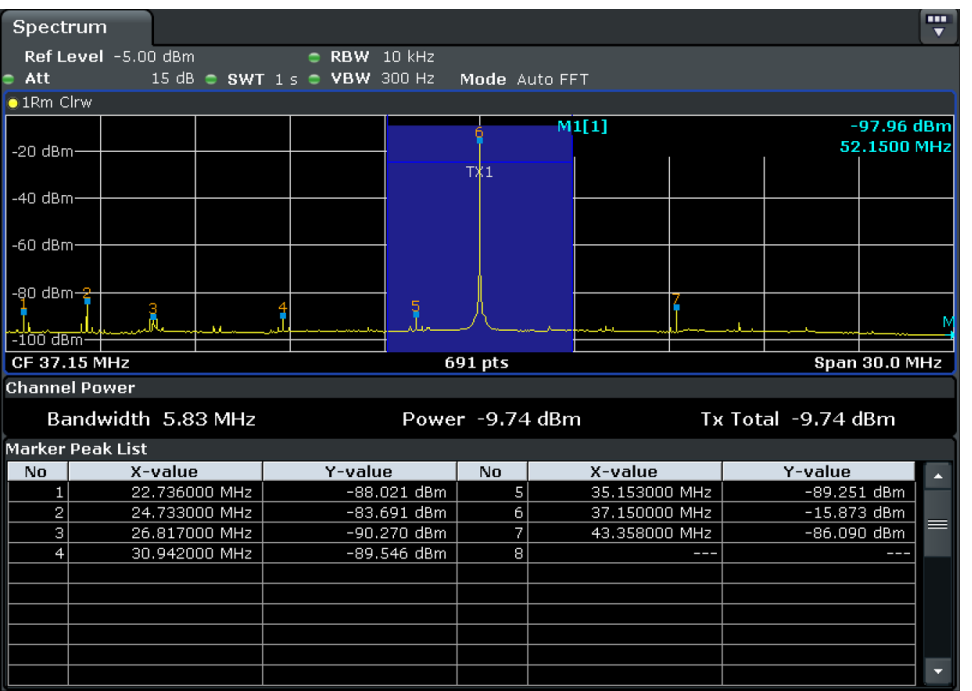 Spectrum
Ref Level -5.00 dBm RBW 10 kHz
Att 15 dB SWT 1 s VBW 300 Hz Mode Auto FFT
1Rm Clrw
M1[1] -97.96 dBm
52.1500 MHz
6
-20 dBm
TX1
-40 dBm
-60 dBm
-80 dBm
1 2 3 4 5 7
M
-100 dBm
CF 37.15 MHz 691 pts Span 30.0 MHz
Channel Power
Bandwidth 5.83 MHz Power -9.74 dBm Tx Total -9.74 dBm
Marker Peak List
No X-value Y-value No X-value Y-value
1 22.736000 MHz -88.021 dBm 5 35.153000 MHz -89.251 dBm
2 24.733000 MHz -83.691 dBm 6 37.150000 MHz -15.873 dBm
3 26.817000 MHz -90.270 dBm 7 43.358000 MHz -86.090 dBm
4 30.942000 MHz -89.546 dBm 8 --- ---